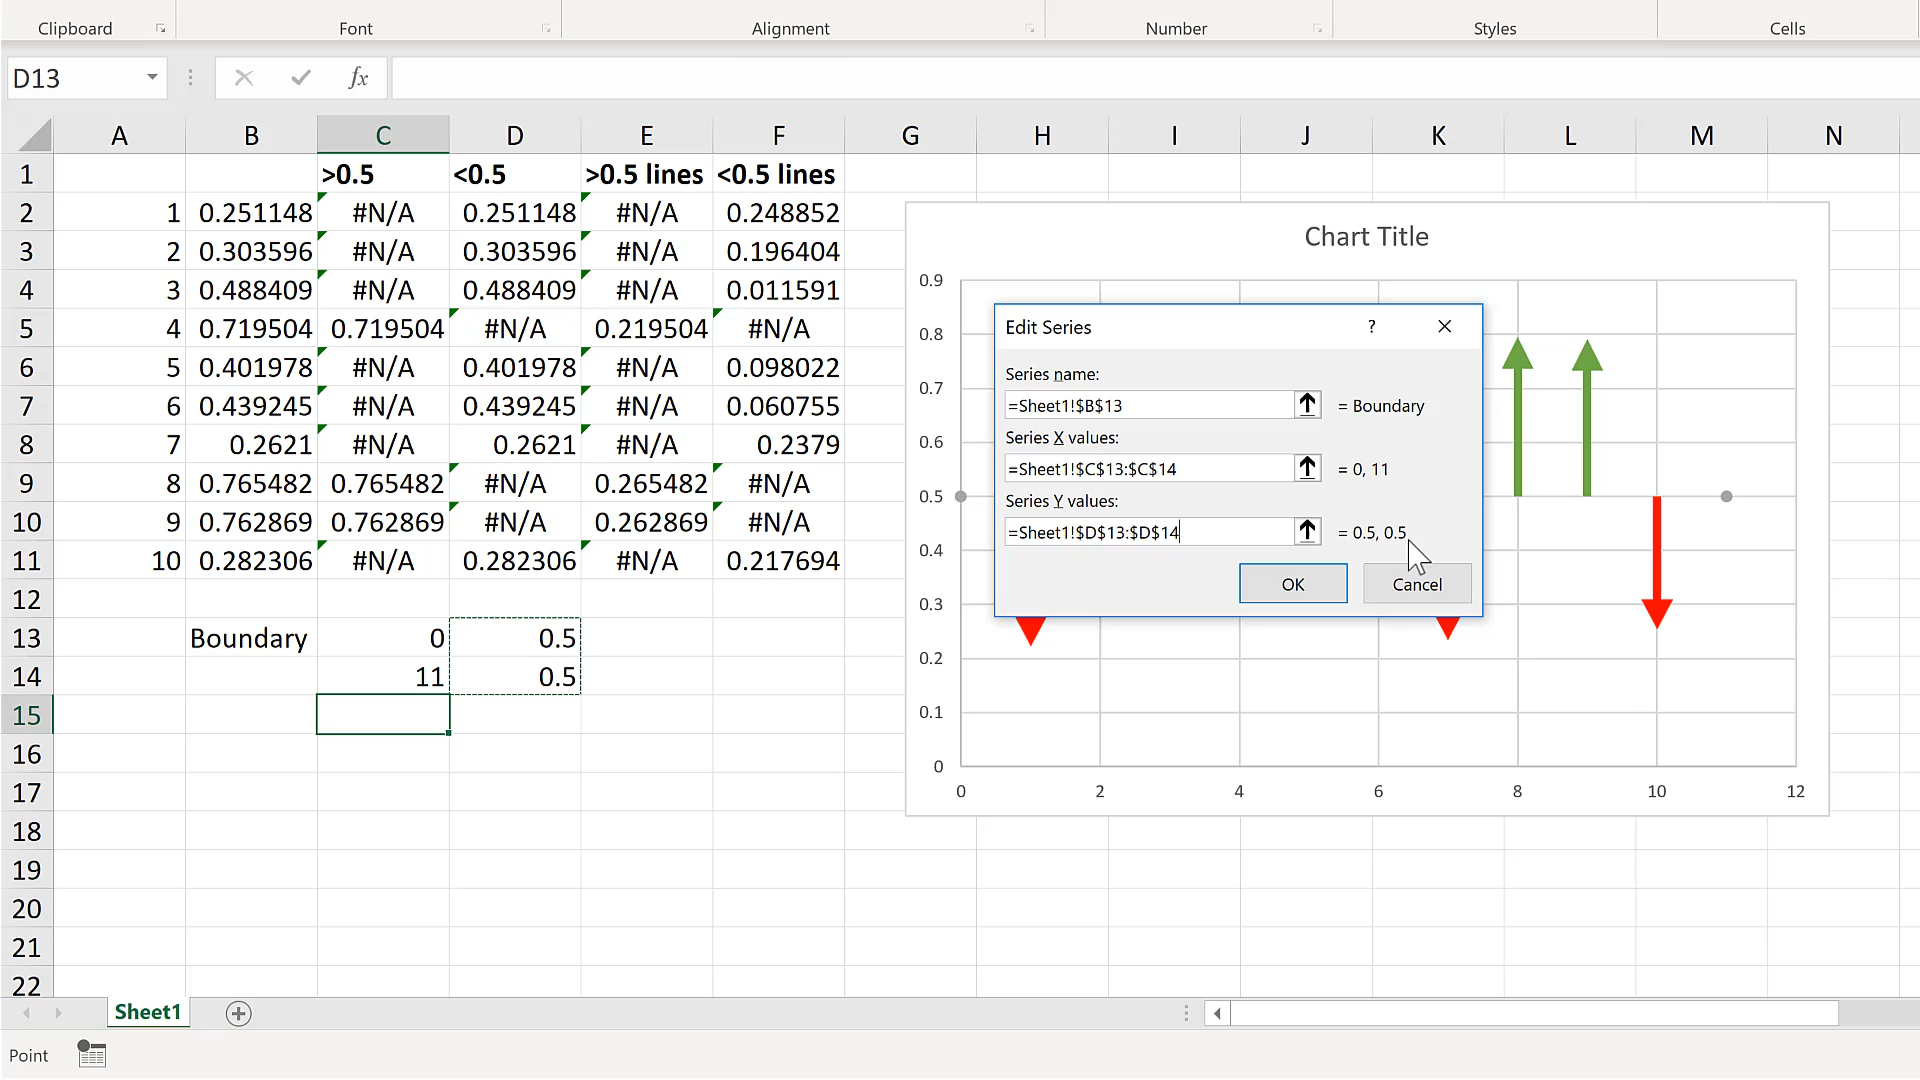 Clipboard Font Alignment Number Styles Cells
D13 fx
A B C D E F G H I J K L M N
1 >0.5 <0.5 >0.5 lines <0.5 lines
2 1 0.251148 #N/A 0.251148 #N/A 0.248852
3 2 0.303596 #N/A 0.303596 #N/A 0.196404
4 3 0.488409 #N/A 0.488409 #N/A 0.011591
5 4 0.719504 0.719504 #N/A 0.219504 #N/A
6 5 0.401978 #N/A 0.401978 #N/A 0.098022
7 6 0.439245 #N/A 0.439245 #N/A 0.060755
8 7 0.2621 #N/A 0.2621 #N/A 0.2379
9 8 0.765482 0.765482 #N/A 0.265482 #N/A
10 9 0.762869 0.762869 #N/A 0.262869 #N/A
11 10 0.282306 #N/A 0.282306 #N/A 0.217694
12
13 Boundary 0 0.5
14 11 0.5
15
16
17
18
19
20
21
22
Chart Title
0.9
0.8
0.7
0.6
0.5
0.4
0.3
0.2
0.1
0
0 2 4 6 8 10 12
Edit Series ?
Series name:
=Sheet1!$B$13 = Boundary
Series X values:
=Sheet1!$C$13:$C$14 = 0, 11
Series Y values:
=Sheet1!$D$13:$D$14 = 0.5, 0.5
OK Cancel
Sheet1
Point